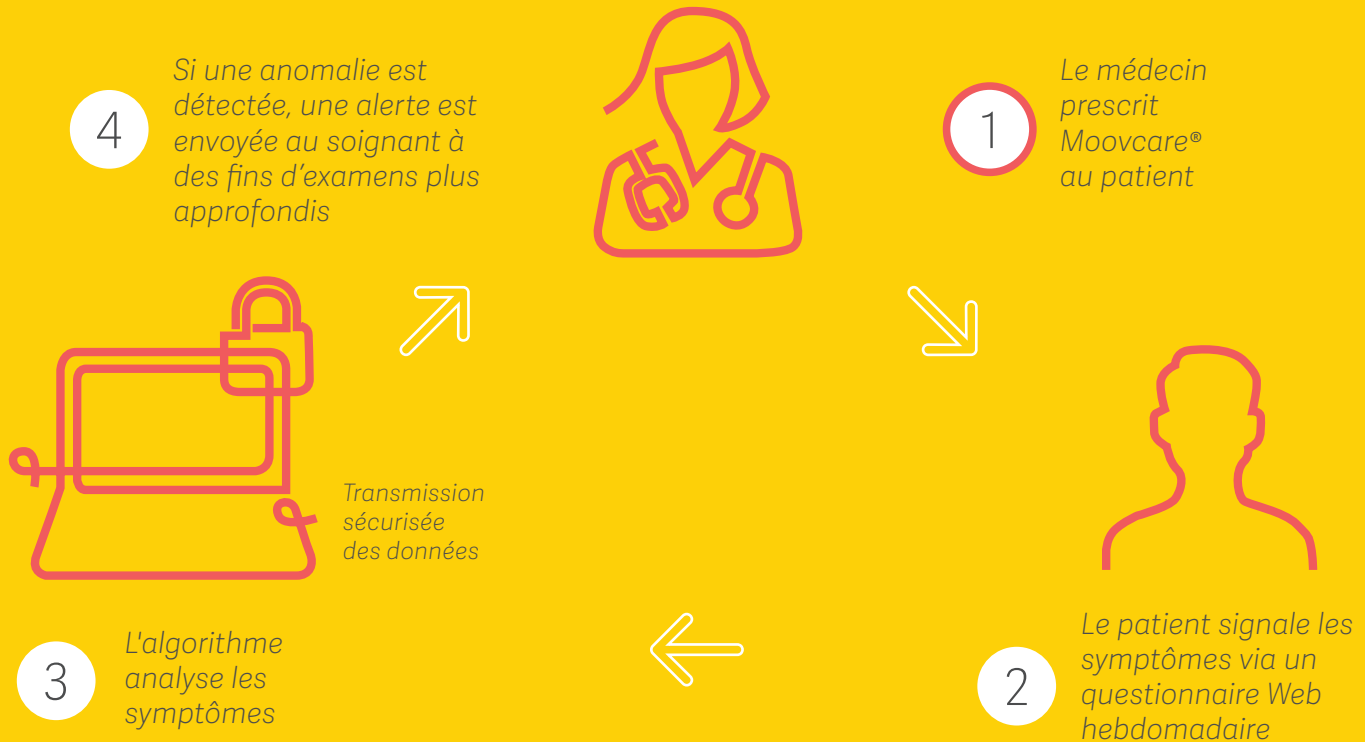 4
Si une anomalie est
détectée, une alerte est
envoyée au soignant à
des fins d’examens plus
approfondis
1
Le médecin
prescrit
Moovcare®
au patient
Transmission
sécurisée
des données
3
L'algorithme
analyse les
symptômes
2
Le patient signale les
symptômes via un
questionnaire Web
hebdomadaire